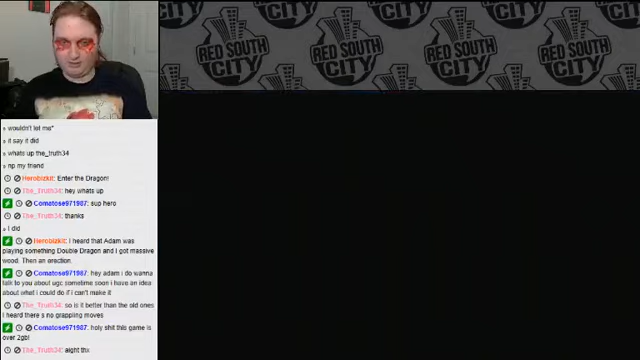 RED SOUTH CITY
RED SOUTH CITY
RED SOUTH CITY
RED SOUTH CITY
wouldn't let me*
it say it did
whats up the_truth34
np my friend
Herobizkit: Enter the Dragon!
The_Truth34: hey whats up
Comatose971987: sup hero
The_Truth34: thanks
I did
Herobizkit: I heard that Adam was
playing something Double Dragon and I got massive
wood. Then an erection.
Comatose971987: hey adam i do wanna
talk to you about ugc sometime soon i have an idea
about what i could do if i can't make it
The_Truth34: so is it better than the old ones
I heard there s no grappling moves
Comatose971987: holy shit this game is
over 2gb!
The_Truth34: aight thx